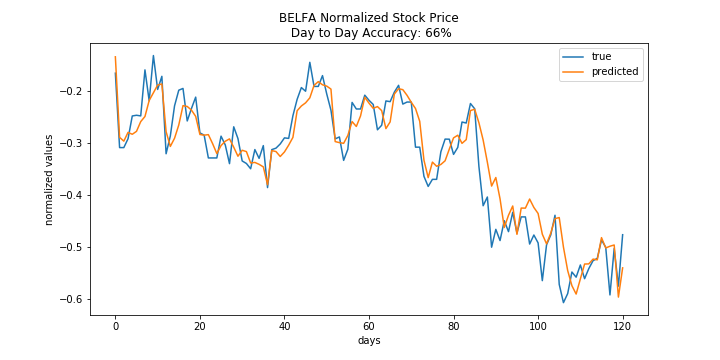 BELFA Normalized Stock Price
Day to Day Accuracy: 66%
true
predicted
normalized values
−0.2
−0.3
−0.4
−0.5
−0.6
0
20
40
60
80
100
120
days